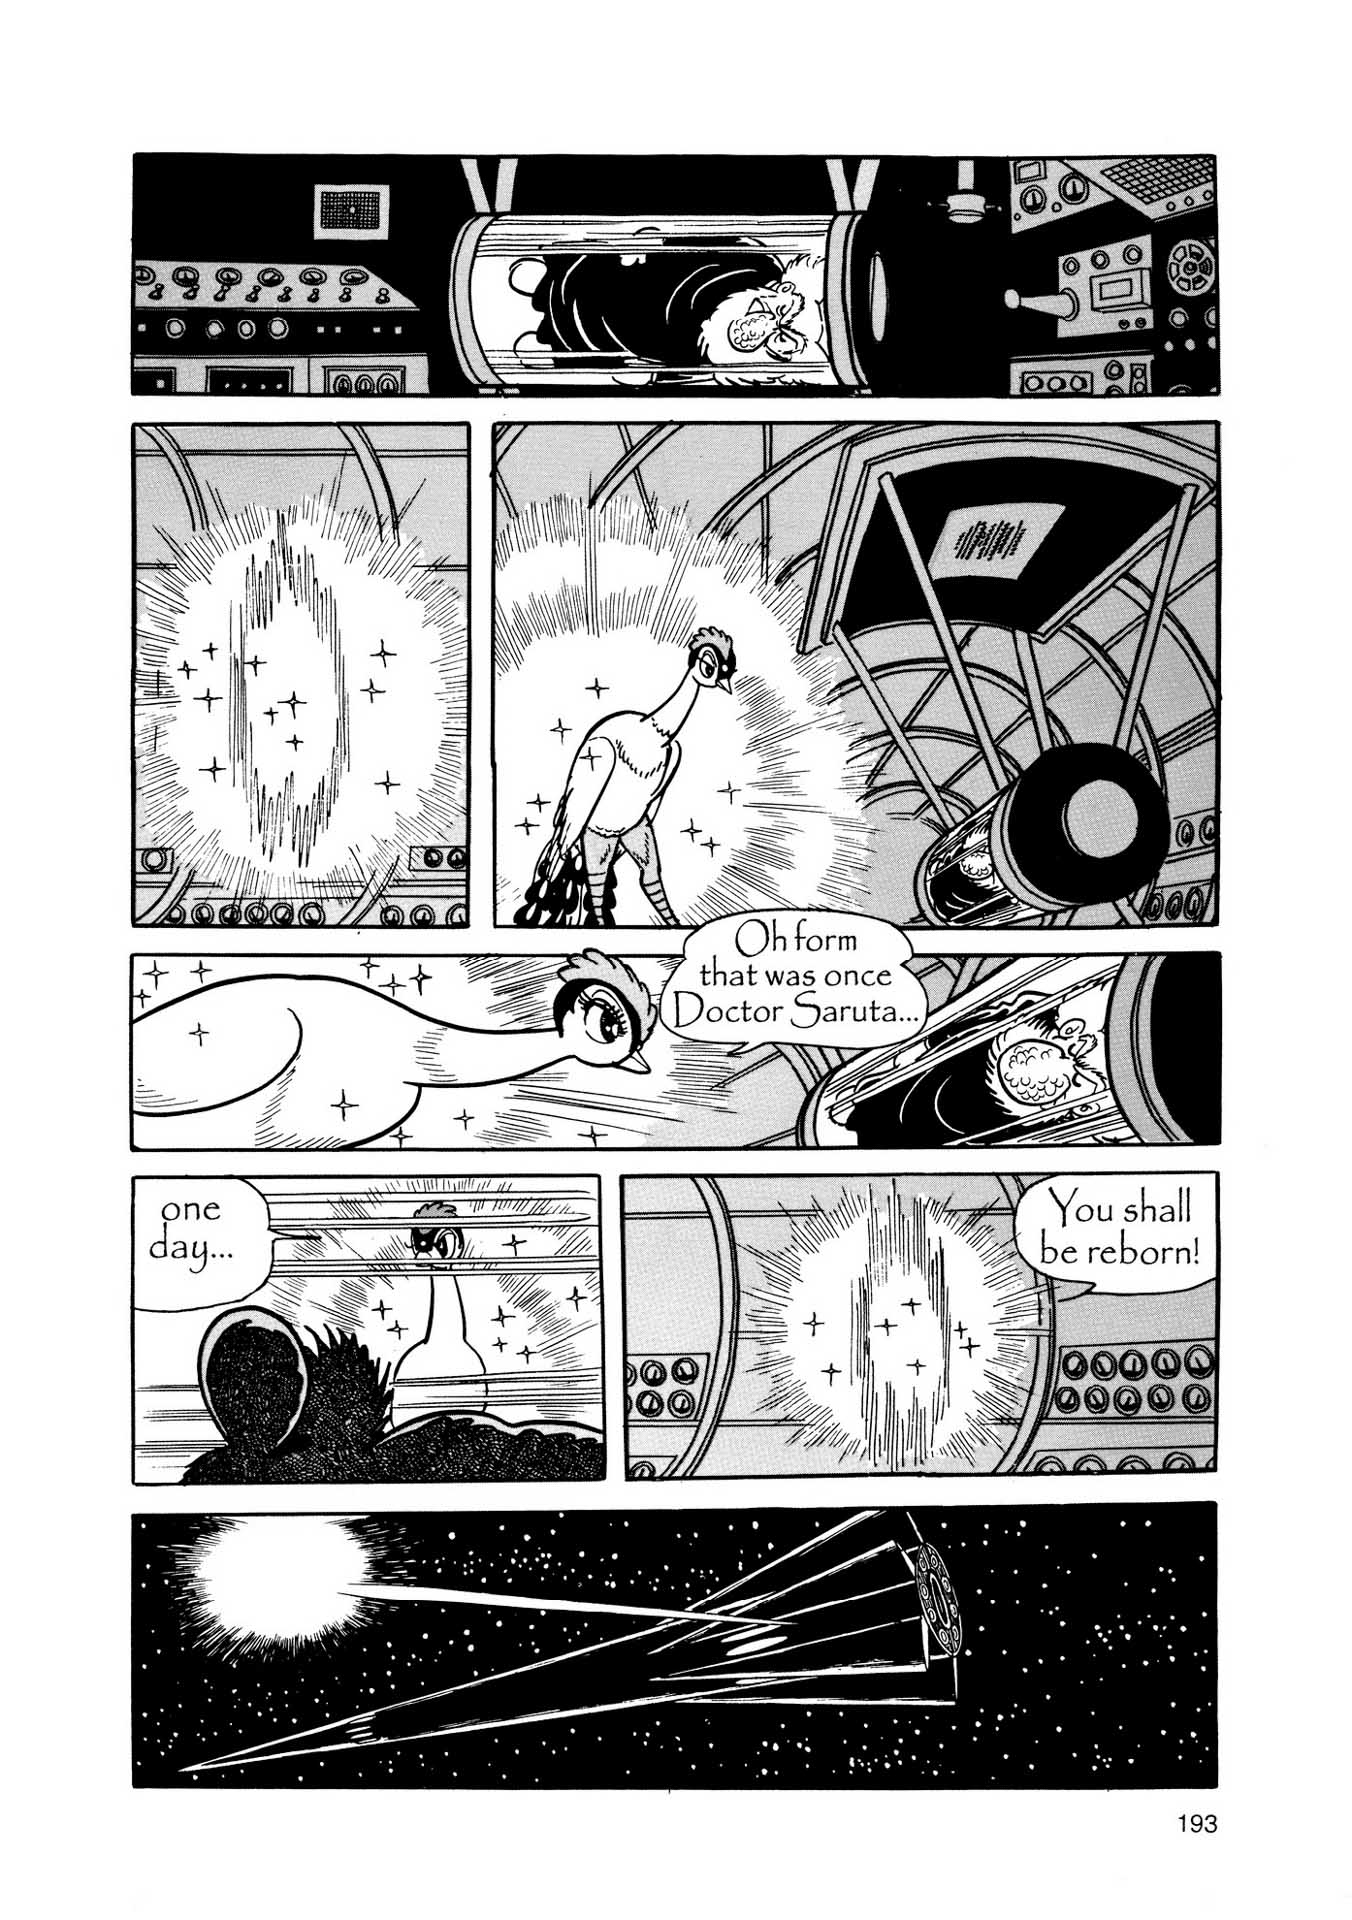 Oh form
that was once
Doctor Saruta...
one
day...
You shall
be reborn!
193